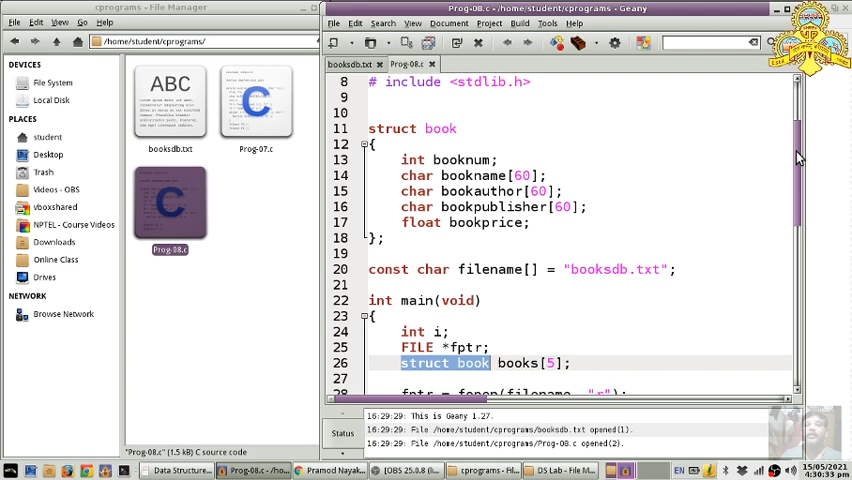 cprograms - File Manager
File Edit View Go Help
/home/student/cprograms/
DEVICES
File System
Local Disk
PLACES
student
Desktop
Trash
Videos - OBS
vboxshared
NPTEL - Course Videos
Downloads
Online Class
Drives
NETWORK
Browse Network
ABC
booksdb.txt
C
Prog-07.c
C
Prog-08.c
"Prog-08.c" (1.5 kB) C source code
Prog-08.c - /home/student/cprograms - Geany
File Edit Search View Document Project Build Tools Help
booksdb.txt Prog-08.c
8 # include <stdlib.h>
9
10
11 struct book
12 {
13 int booknum;
14 char bookname[60];
15 char bookauthor[60];
16 char bookpublisher[60];
17 float bookprice;
18 };
19
20 const char filename[] = "booksdb.txt";
21
22 int main(void)
23 {
24 int i;
25 FILE *fptr;
26 struct book books[5];
27
28 fptr = fopen(filename, "r");
Status
16:29:29: This is Geany 1.27.
16:29:29: File /home/student/cprograms/booksdb.txt opened(1).
16:29:29: File /home/student/cprograms/Prog-08.c opened(2).
Data Structure... Prog-08.c - /ho... Pramod Nayak... [OBS 25.0.8 (li... cprograms - Fil... DS Lab - File M...
EN
15/05/2021
4:30:33 pm